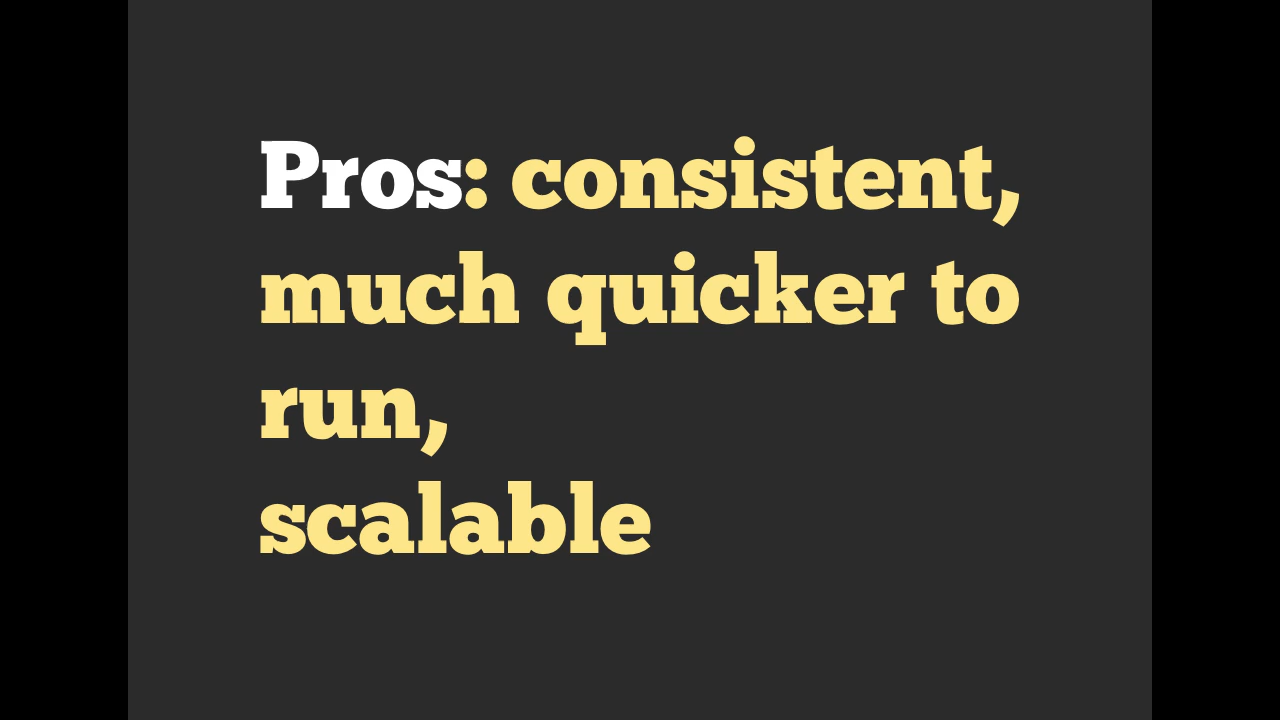 Pros: consistent,
much quicker to
run,
scalable